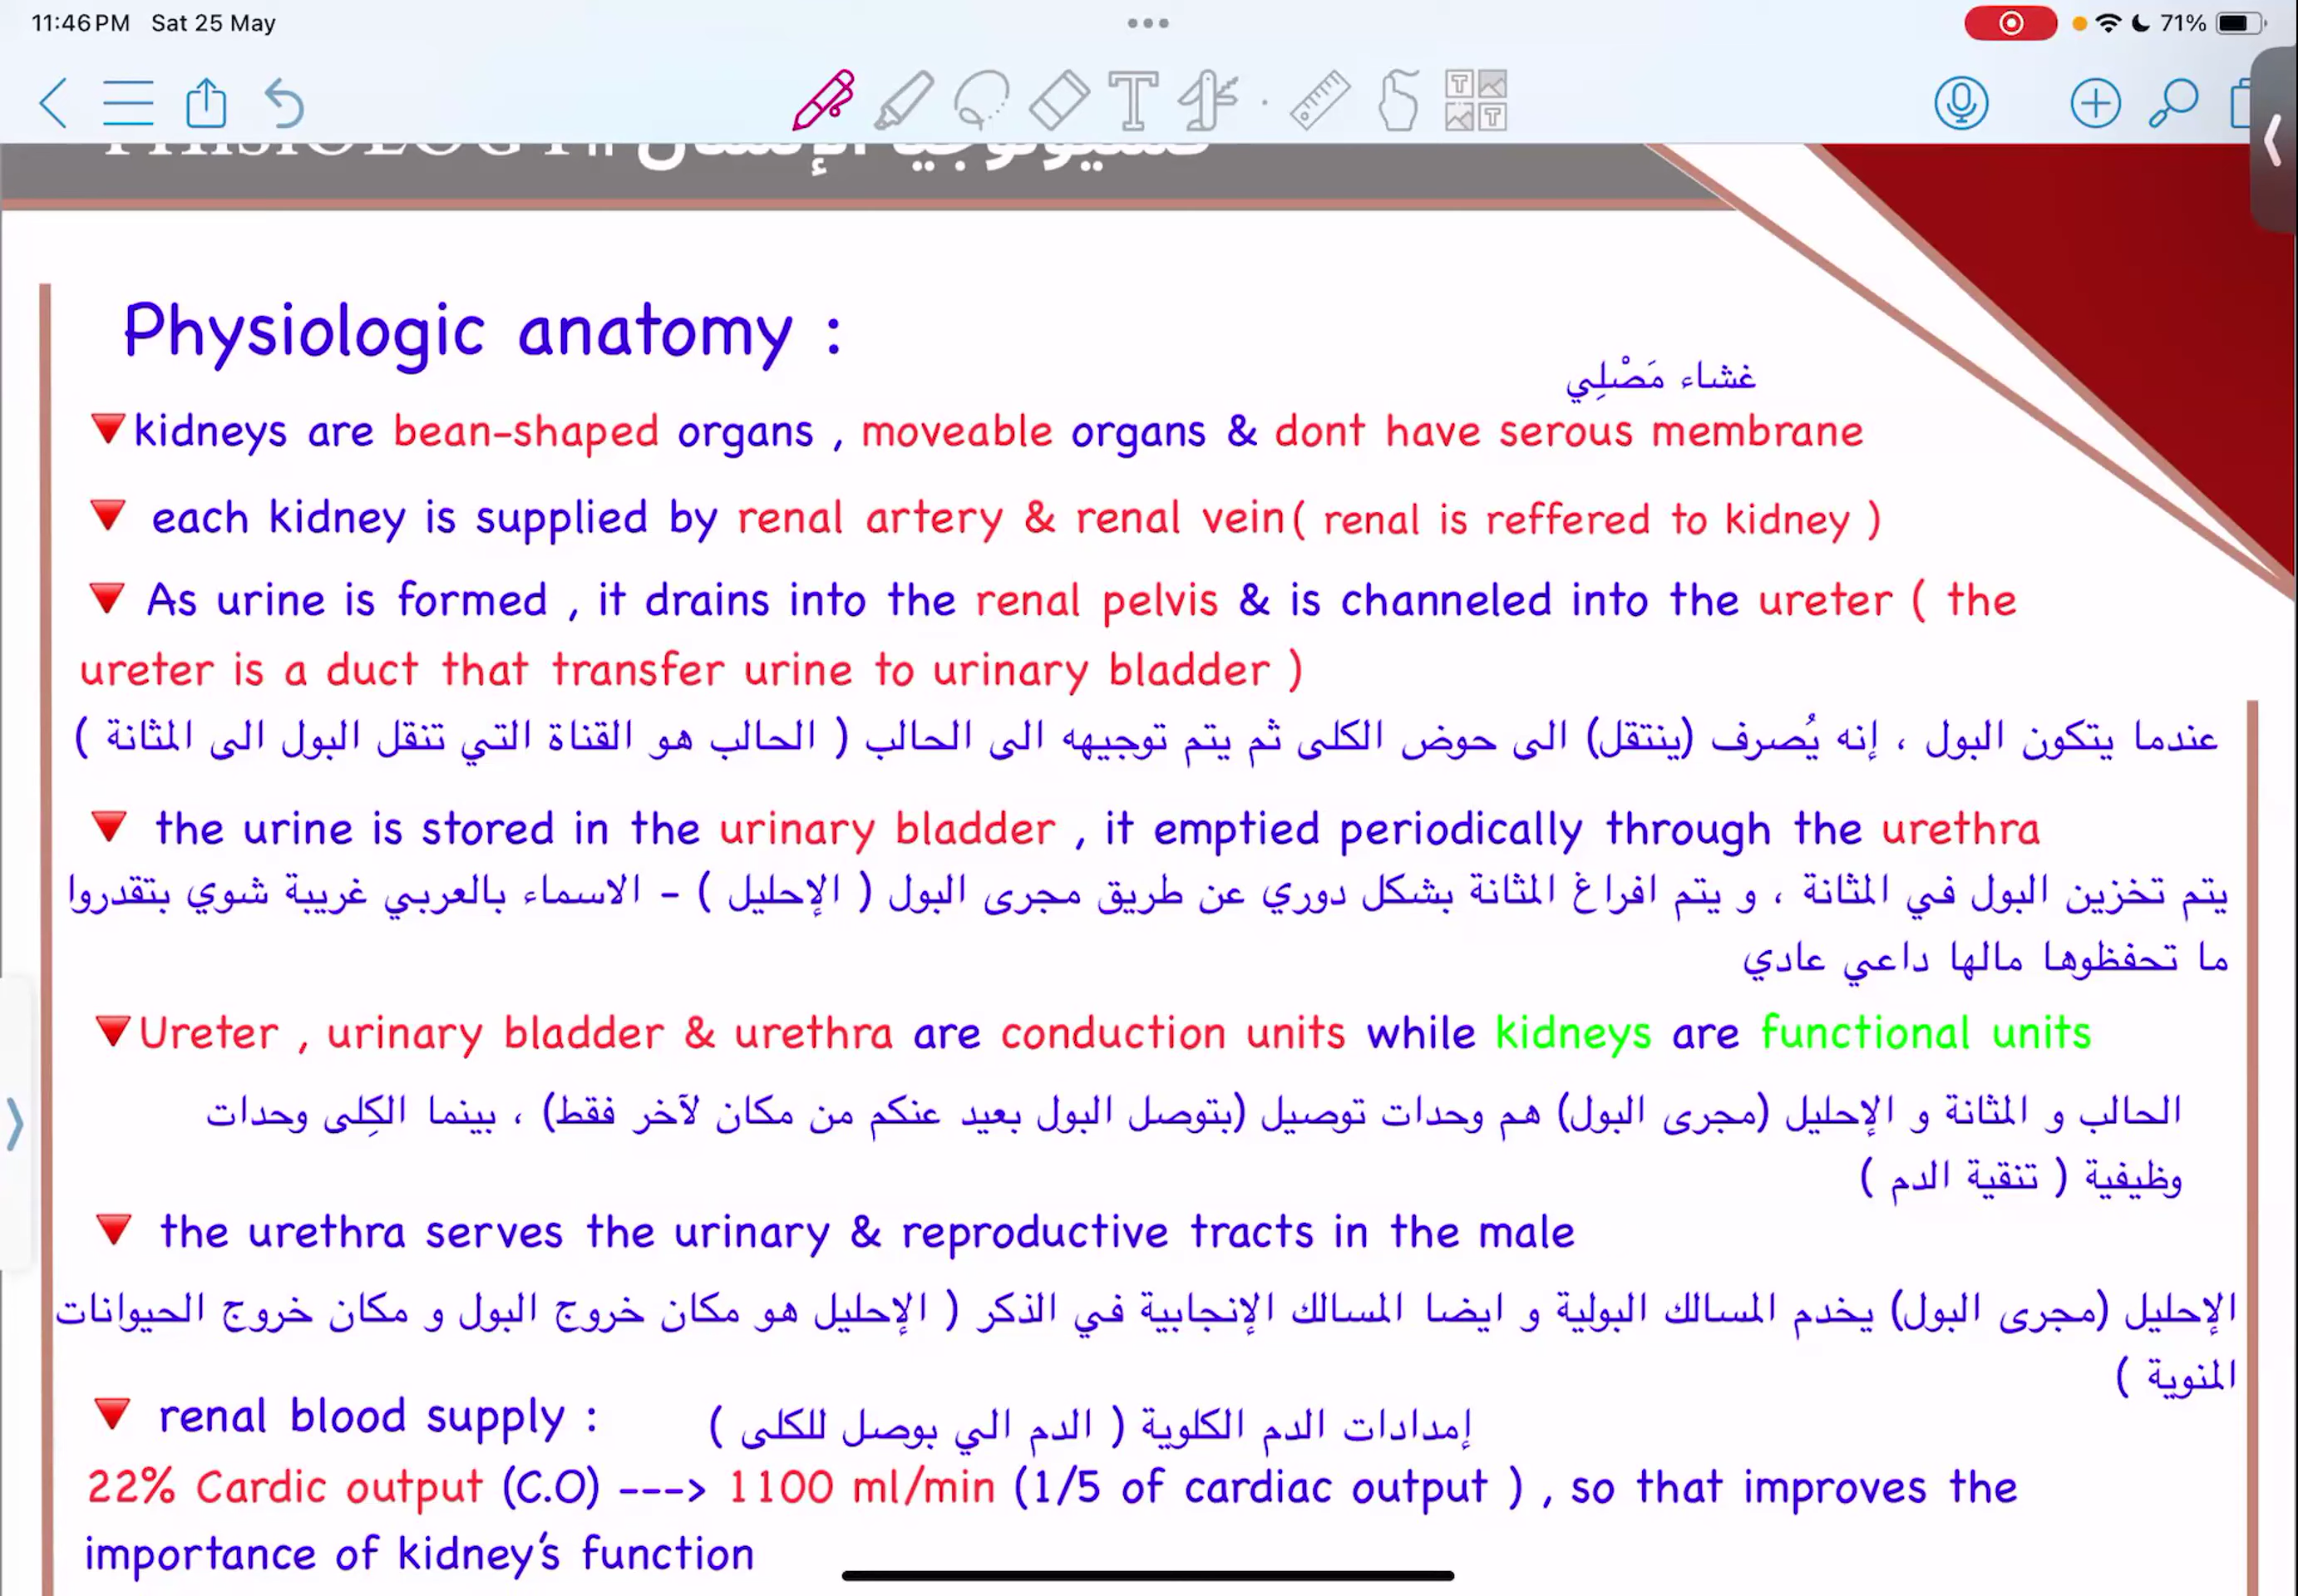 11:46 PM Sat 25 May
71%
PHYSIOLOGY || فسيولوجيا الإنسان
Physiologic anatomy :
غشاء مَصْلِي
kidneys are bean-shaped organs , moveable organs & dont have serous membrane
each kidney is supplied by renal artery & renal vein ( renal is reffered to kidney )
As urine is formed , it drains into the renal pelvis & is channeled into the ureter ( the
ureter is a duct that transfer urine to urinary bladder )
عندما يتكون البول ، إنه يُصرف (ينتقل) الى حوض الكلى ثم يتم توجيهه الى الحالب ( الحالب هو القناة التي تنقل البول الى المثانة )
the urine is stored in the urinary bladder , it emptied periodically through the urethra
يتم تخزين البول في المثانة ، و يتم افراغ المثانة بشكل دوري عن طريق مجرى البول ( الإحليل ) - الاسماء بالعربي غريبة شوي بتقدروا
ما تحفظوها مالها داعي عادي
Ureter , urinary bladder & urethra are conduction units while kidneys are functional units
الحالب و المثانة و الإحليل (مجرى البول) هم وحدات توصيل (بتوصل البول بعيد عنكم من مكان لآخر فقط) ، بينما الكِلى وحدات
وظيفية ( تنقية الدم )
the urethra serves the urinary & reproductive tracts in the male
الإحليل (مجرى البول) يخدم المسالك البولية و ايضا المسالك الإنجابية في الذكر ( الإحليل هو مكان خروج البول و مكان خروج الحيوانات
المنوية )
renal blood supply : إمدادات الدم الكلوية ( الدم الي بوصل للكلى )
22% Cardic output (C.O) ---> 1100 ml/min (1/5 of cardiac output ) , so that improves the
importance of kidney's function